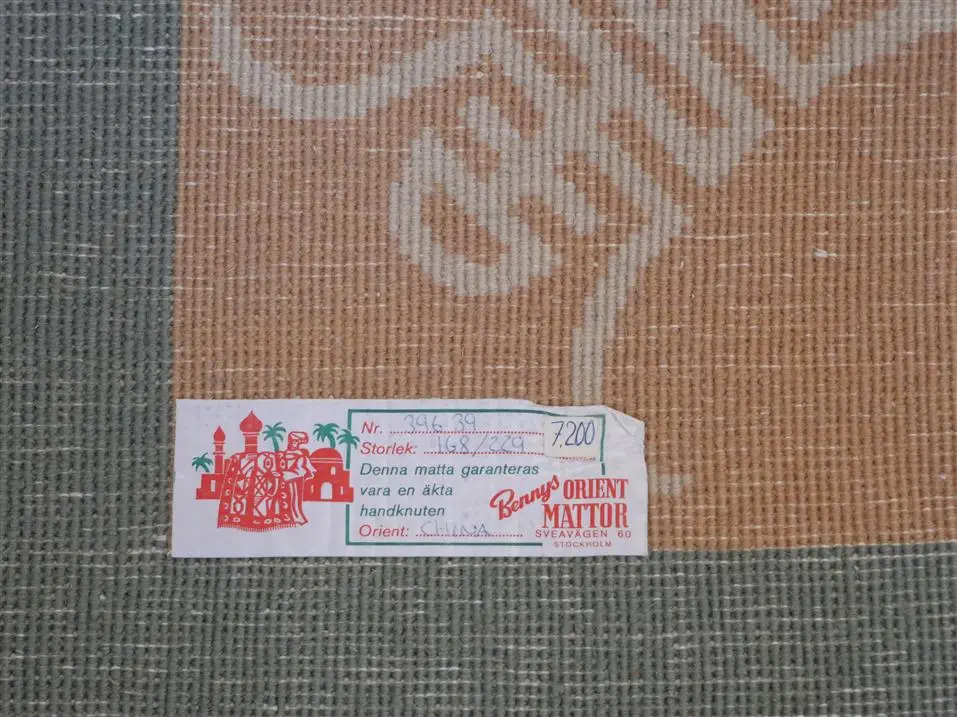 Nr. 396 39
7.200
Storlek: 168/229
Denna matta garanteras
vara en äkta
handknuten
Orient: CHINA
Bennys ORIENT
MATTOR
SVEAVÄGEN 60
STOCKHOLM